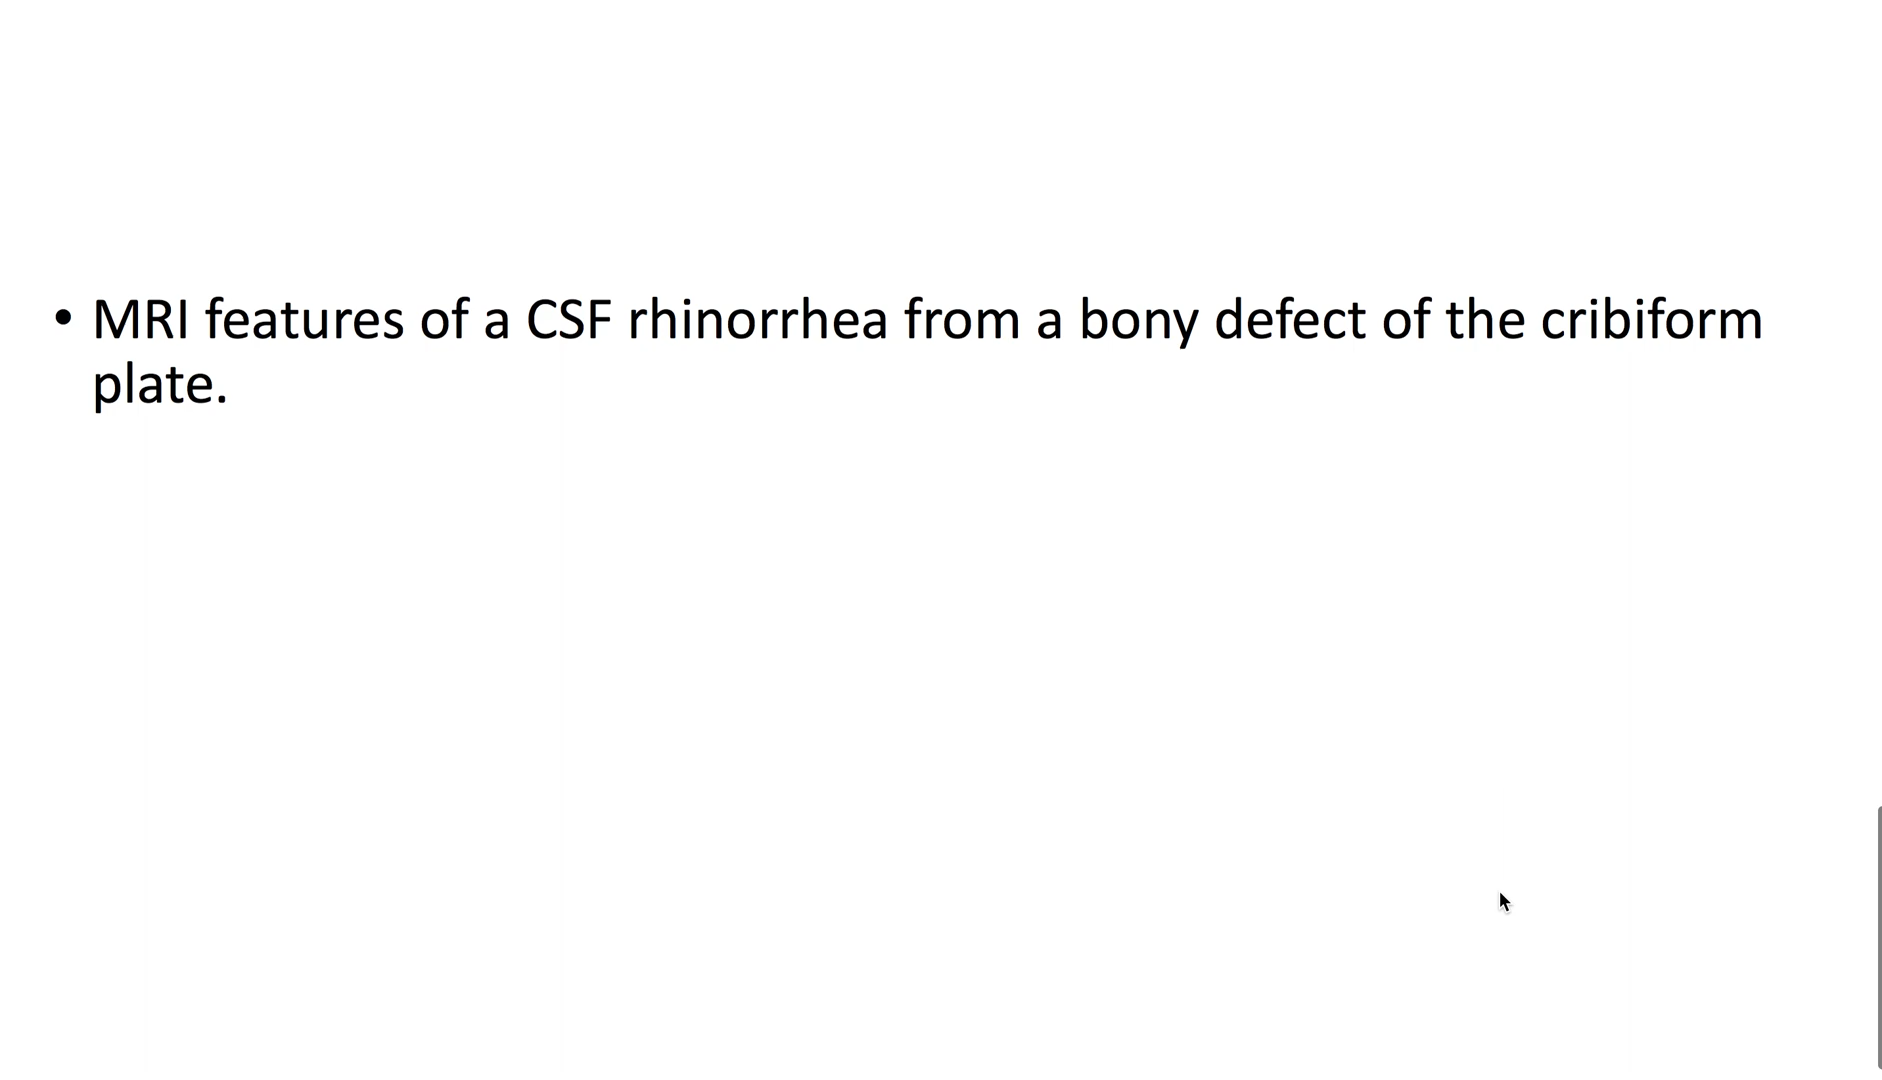 • MRI features of a CSF rhinorrhea from a bony defect of the cribiform
plate.